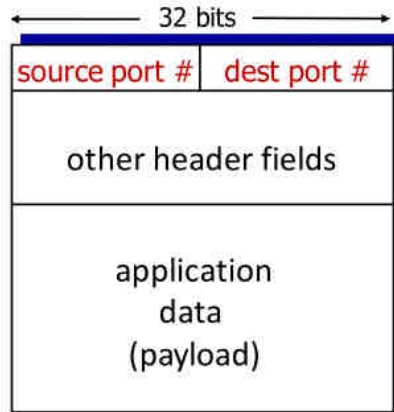 32 bits
source port # dest port #
other header fields
application
data
(payload)